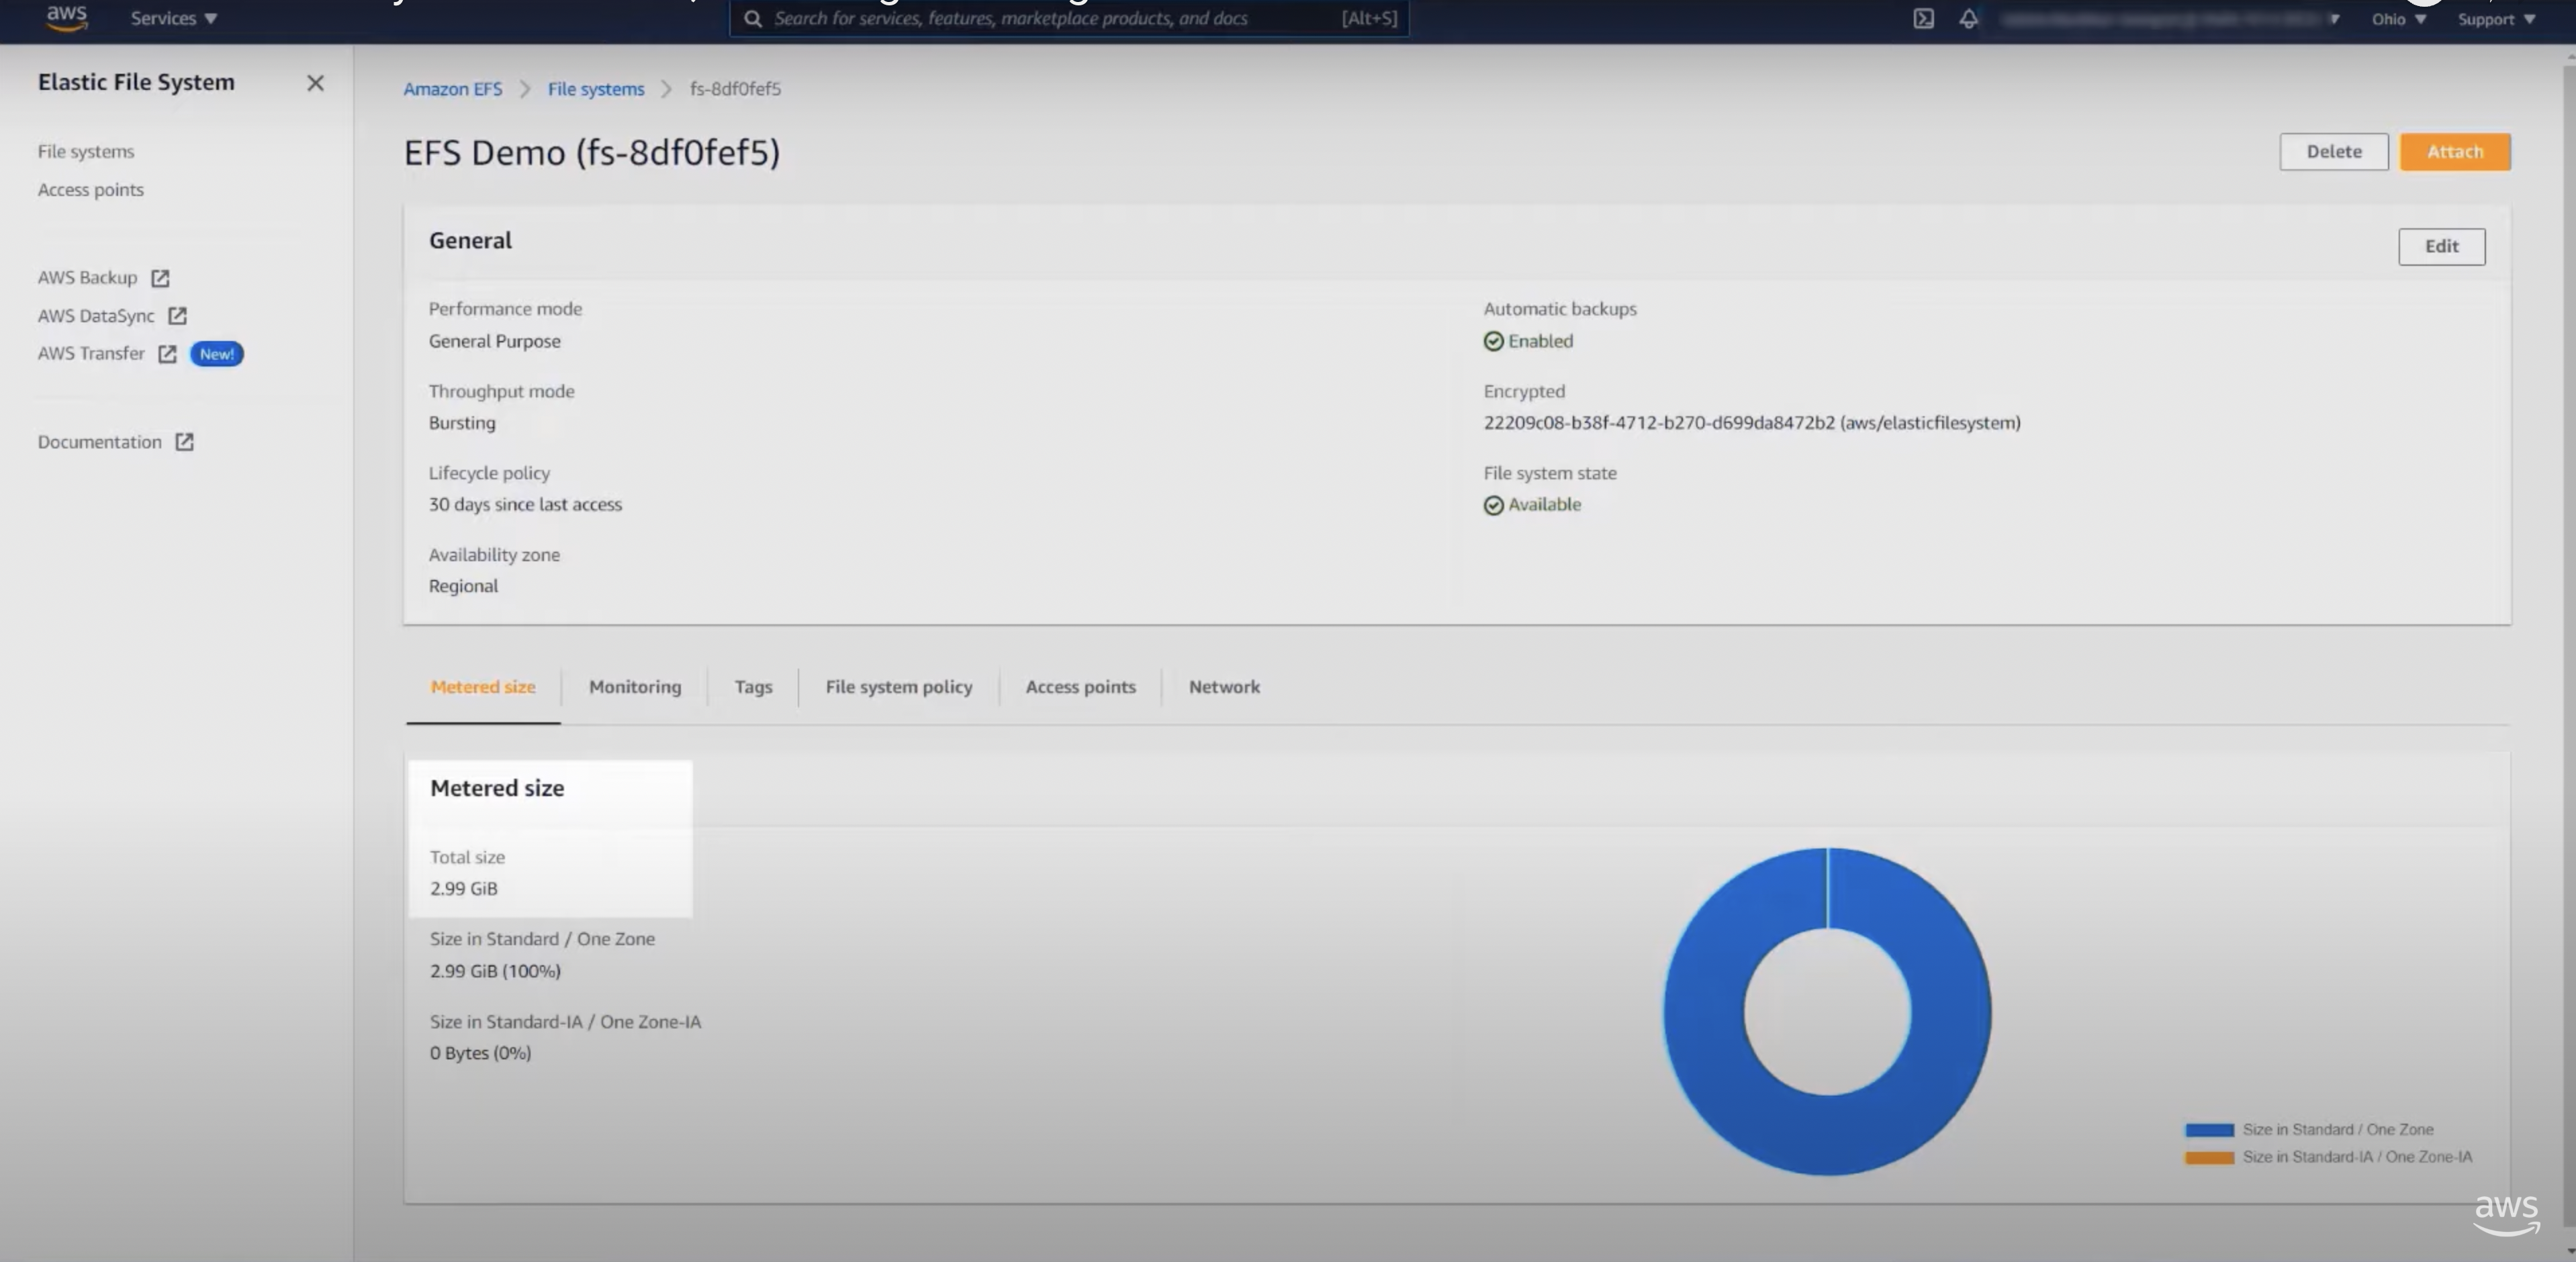 aws
Services ▼
Search for services, features, marketplace products, and docs
[Alt+S]
Ohio ▼
Support ▼
Elastic File System
File systems
Access points
AWS Backup
AWS DataSync
AWS Transfer
New!
Documentation
Amazon EFS > File systems > fs-8df0fef5
EFS Demo (fs-8df0fef5)
Delete
Attach
General
Edit
Performance mode
General Purpose
Throughput mode
Bursting
Lifecycle policy
30 days since last access
Availability zone
Regional
Automatic backups
Enabled
Encrypted
22209c08-b38f-4712-b270-d699da8472b2 (aws/elasticfilesystem)
File system state
Available
Metered size
Monitoring
Tags
File system policy
Access points
Network
Metered size
Total size
2.99 GiB
Size in Standard / One Zone
2.99 GiB (100%)
Size in Standard-IA / One Zone-IA
0 Bytes (0%)
Size in Standard / One Zone
Size in Standard-IA / One Zone-IA
aws